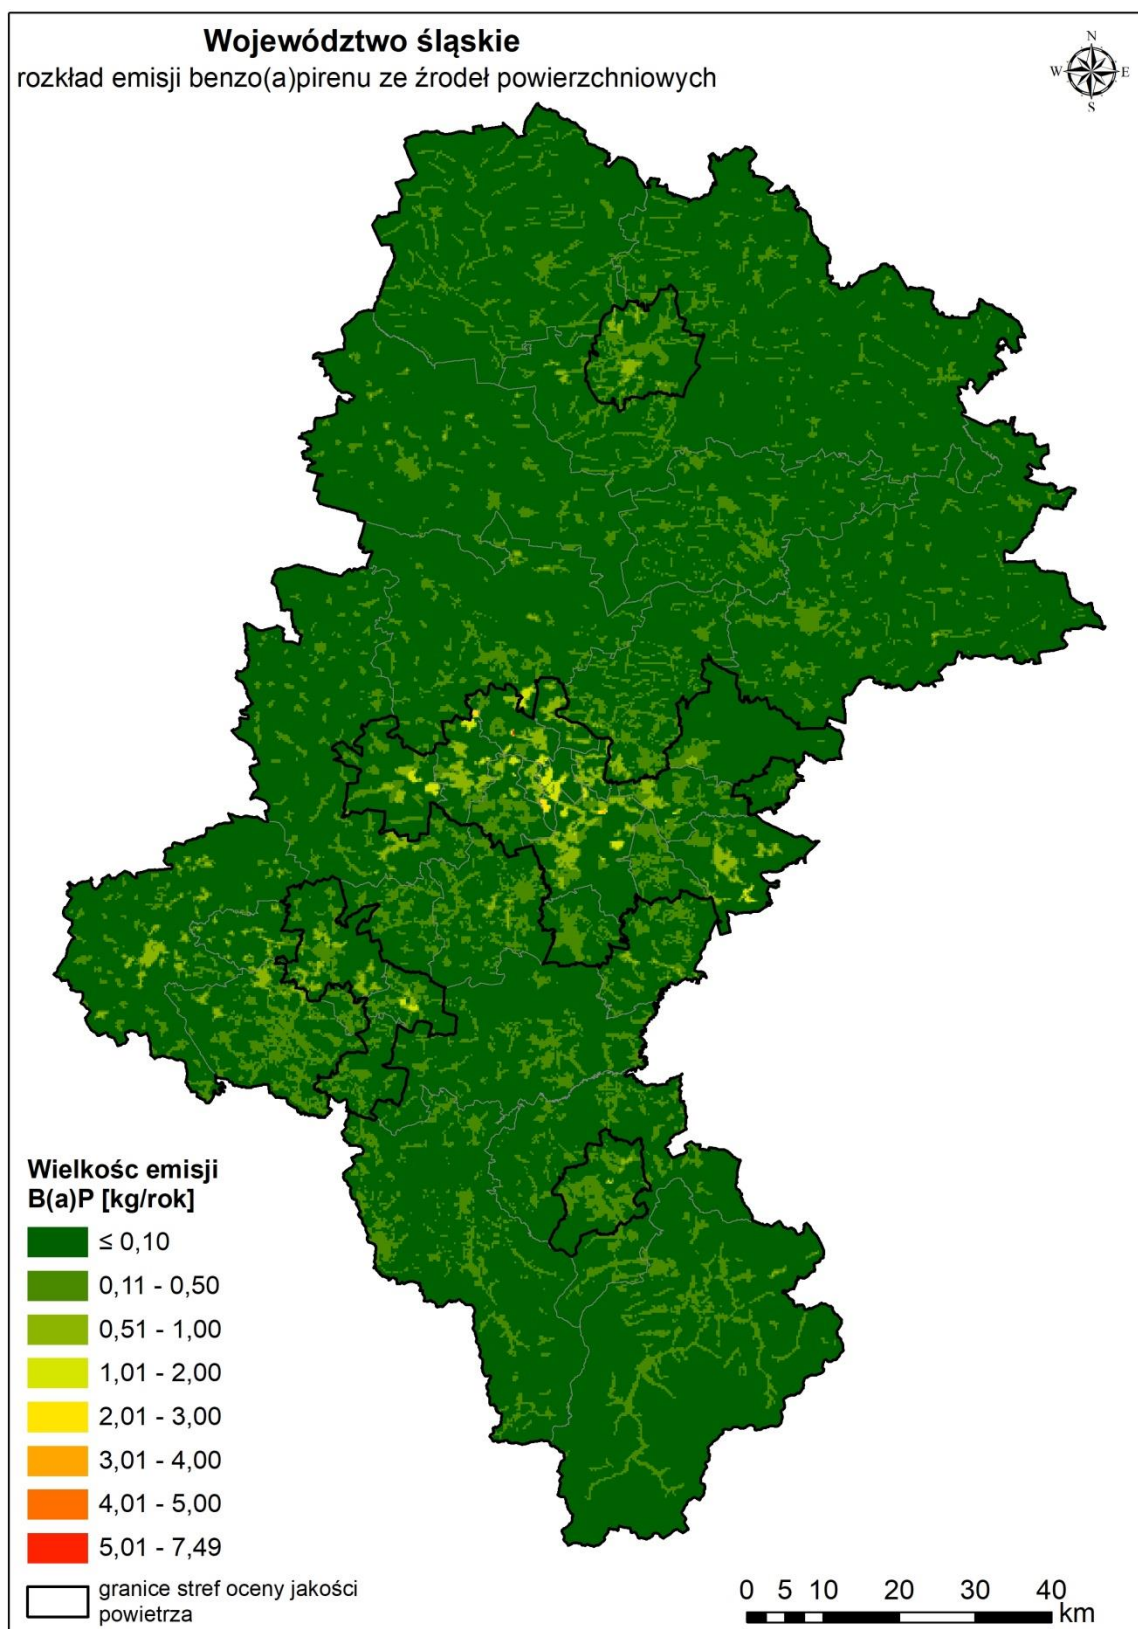 Województwo śląskie
rozkład emisji benzo(a)pirenu ze źrodeł powierzchniowych
N
W E
S
Wielkośc emisji
B(a)P [kg/rok]
≤ 0,10
0,11 - 0,50
0,51 - 1,00
1,01 - 2,00
2,01 - 3,00
3,01 - 4,00
4,01 - 5,00
5,01 - 7,49
granice stref oceny jakości
powietrza
0 5 10 20 30 40
km